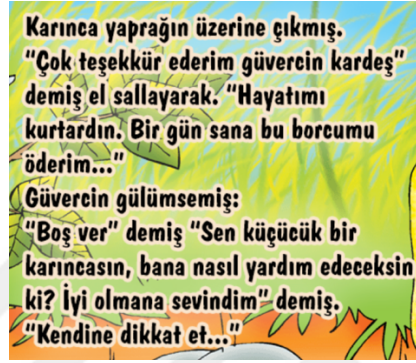 Karınca yaprağın üzerine çıkmış.
“Çok teşekkür ederim güvercin kardeş”
demiş el sallayarak. “Hayatımı
kurtardın. Bir gün sana bu borcumu
öderim...”
Güvercin gülümsemiş:
“Boş ver” demiş “Sen küçücük bir
karıncasın, bana nasıl yardım edeceksin
ki? İyi olmana sevindim” demiş.
“Kendine dikkat et...”